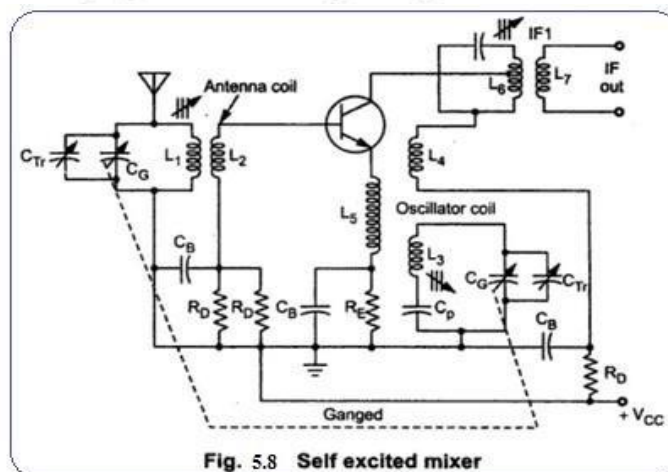 IF1
Antenna coil
L6
L7
IF
out
CTr
CG
L1
L2
L4
L5
Oscillator coil
L3
CG
CTr
CB
RD
RD
CB
RE
Cp
CB
RD
Ganged
+ VCC
Fig. 5.8 Self excited mixer